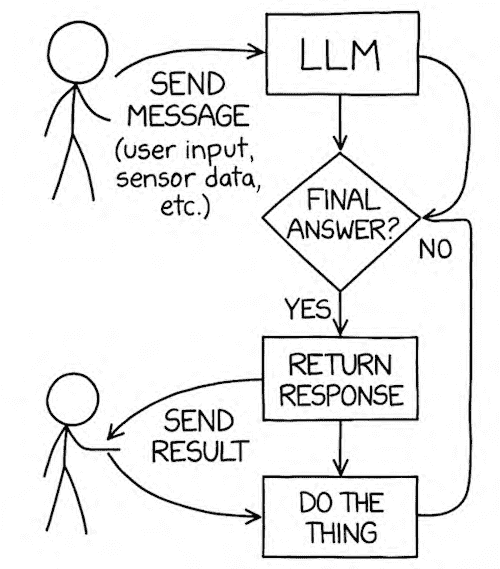 LLM
SEND
MESSAGE
(user input,
sensor data,
etc.)
FINAL
ANSWER?
NO
YES
RETURN
RESPONSE
SEND
RESULT
DO THE
THING